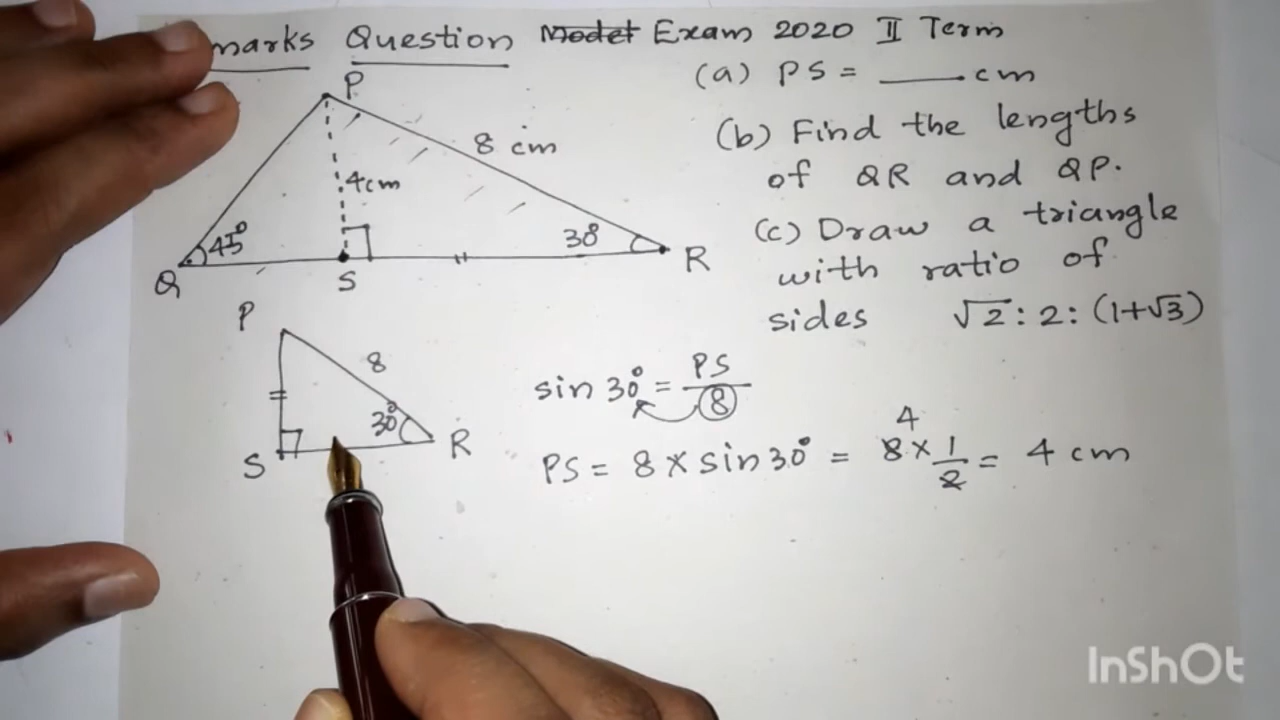 marks Question Exam 2020 II Term
(a) PS = ____ cm
P
8 cm
(b) Find the lengths
of QR and QP.
4cm
45°
30°
Q
S
R
(c) Draw a triangle
with ratio of
sides √2 : 2 : (1+√3)
P
8
30°
S
R
sin 30° = PS/8
4
PS = 8 × sin 30° = 8 × 1/2 = 4 cm
InShOt